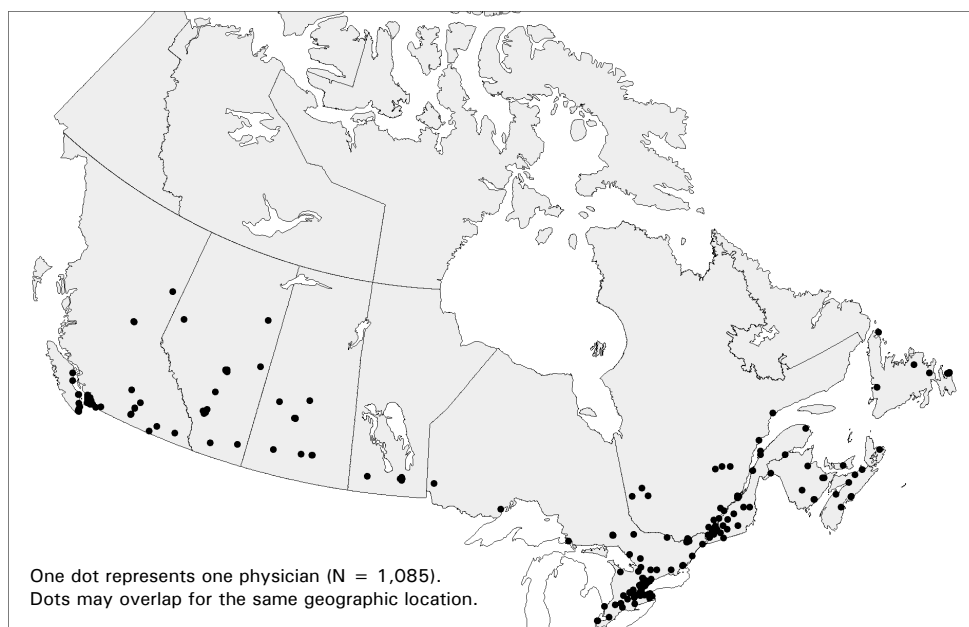 One dot represents one physician (N = 1,085).
Dots may overlap for the same geographic location.